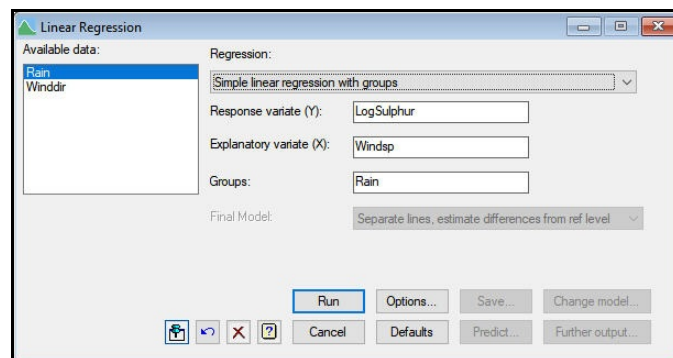 Linear Regression
Available data:
Rain
Winddir
Regression:
Simple linear regression with groups
Response variate (Y): LogSulphur
Explanatory variate (X): Windsp
Groups: Rain
Final Model: Separate lines, estimate differences from ref level
Run Options... Save... Change model...
Cancel Defaults Predict... Further output...